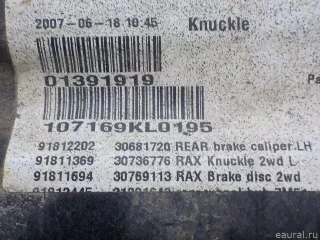 2007-06-18 10.45 Knuckle
01391919
107169KL0195
91812202 30681720 REAR brake caliper LH
91811369 30736776 RAX Knuckle 2wd L
91811694 30769113 RAX Brake disc 2wd
eaural.ru